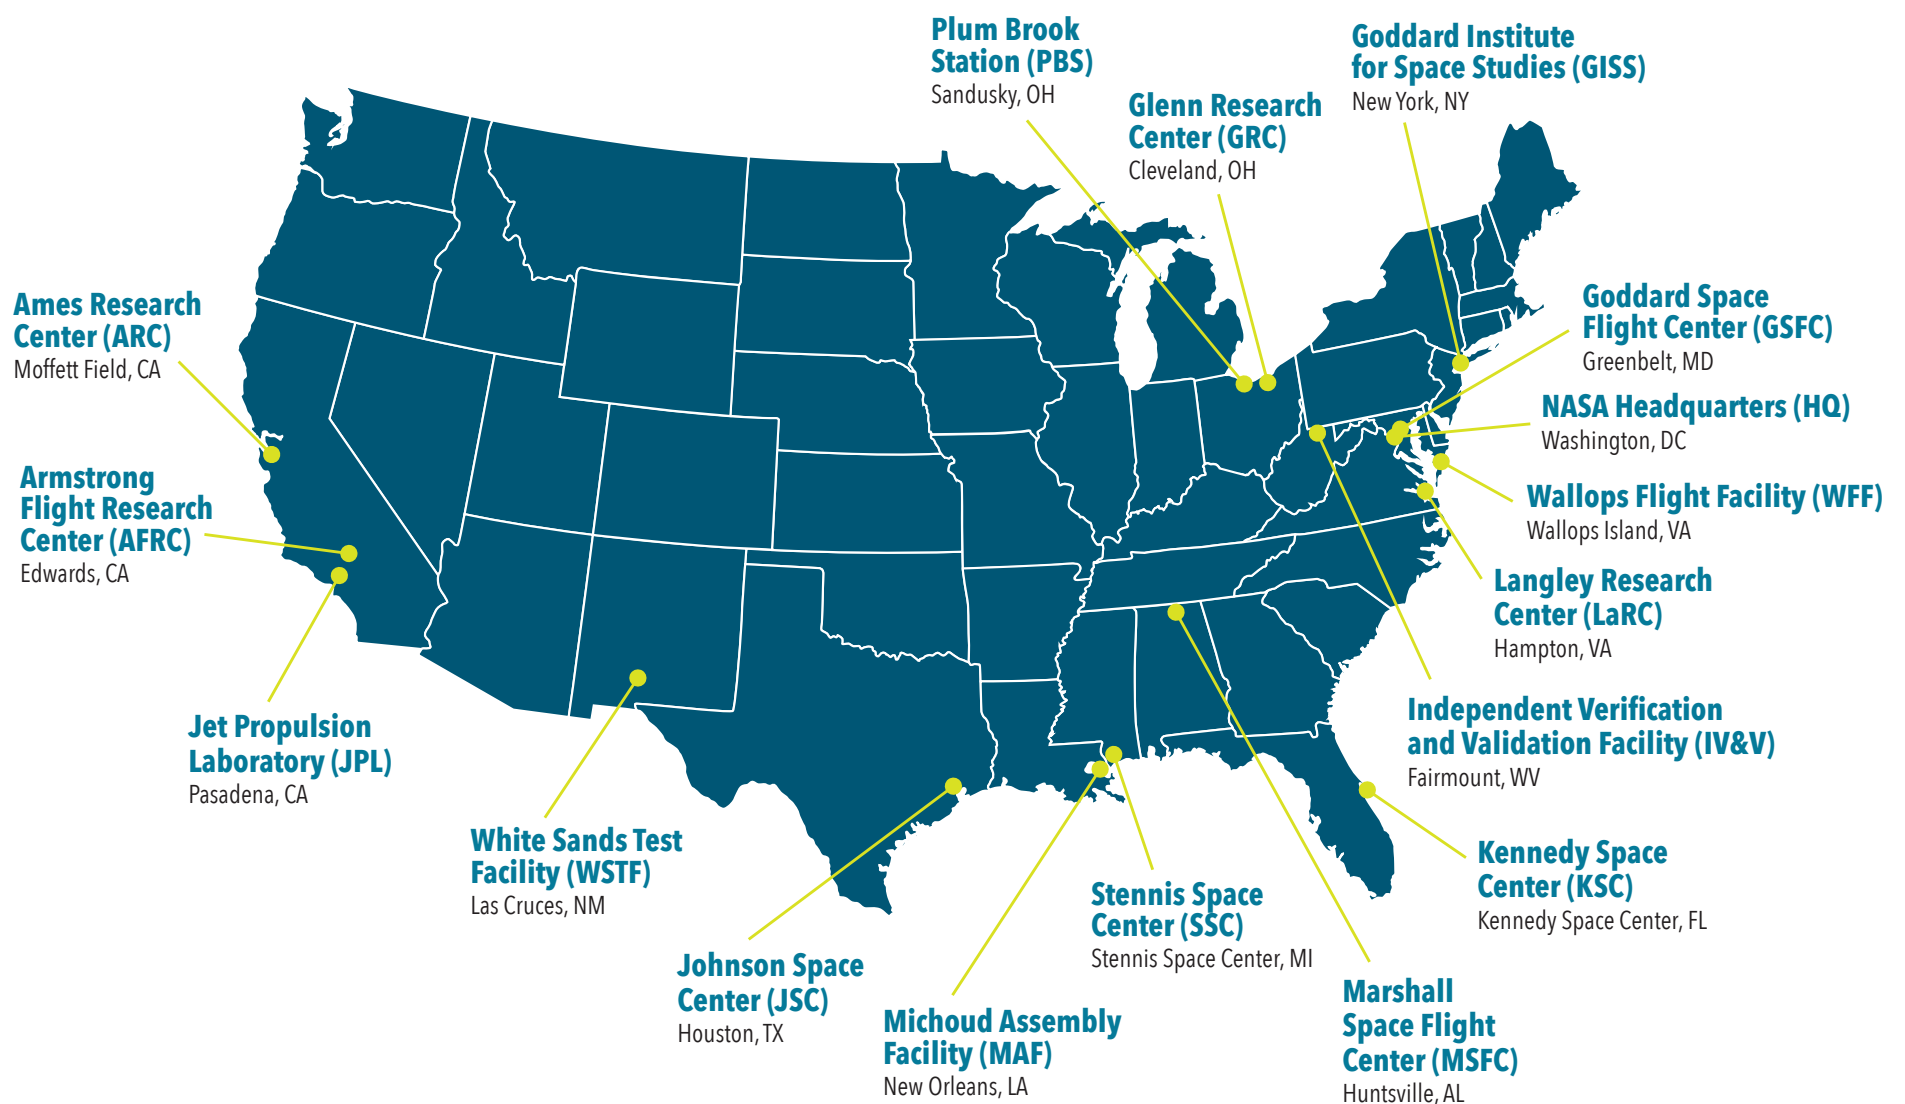 Plum Brook
Station (PBS)
Sandusky, OH
Goddard Institute
for Space Studies (GISS)
New York, NY
Glenn Research
Center (GRC)
Cleveland, OH
Ames Research
Center (ARC)
Moffett Field, CA
Goddard Space
Flight Center (GSFC)
Greenbelt, MD
NASA Headquarters (HQ)
Washington, DC
Armstrong
Flight Research
Center (AFRC)
Edwards, CA
Wallops Flight Facility (WFF)
Wallops Island, VA
Langley Research
Center (LaRC)
Hampton, VA
Jet Propulsion
Laboratory (JPL)
Pasadena, CA
Independent Verification
and Validation Facility (IV&V)
Fairmount, WV
White Sands Test
Facility (WSTF)
Las Cruces, NM
Kennedy Space
Center (KSC)
Kennedy Space Center, FL
Stennis Space
Center (SSC)
Stennis Space Center, MI
Johnson Space
Center (JSC)
Houston, TX
Michoud Assembly
Facility (MAF)
New Orleans, LA
Marshall
Space Flight
Center (MSFC)
Huntsville, AL